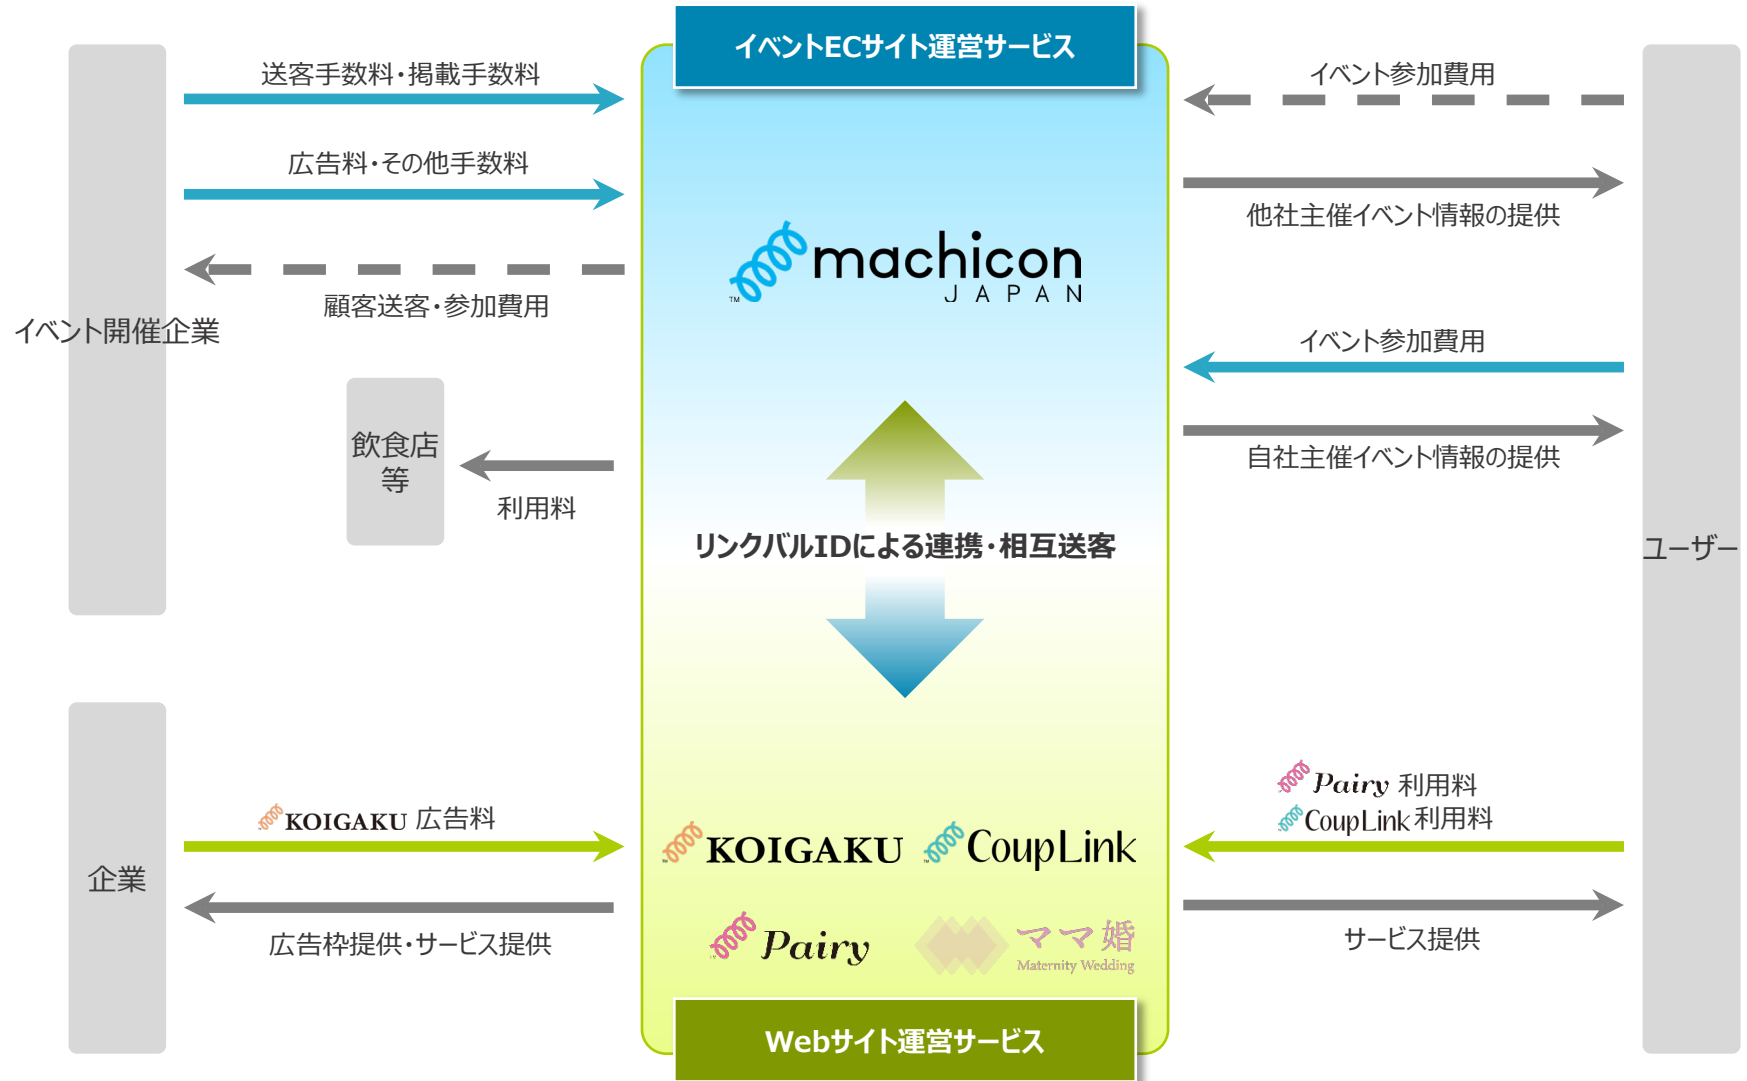 イベントECサイト運営サービス
送客手数料・掲載手数料
イベント参加費用
広告料・その他手数料
他社主催イベント情報の提供
machicon
JAPAN
TM
顧客送客・参加費用
イベント開催企業
イベント参加費用
飲食店
等
自社主催イベント情報の提供
利用料
リンクバルIDによる連携・相互送客
ユーザー
Pairy 利用料
CoupLink 利用料
KOIGAKU 広告料
KOIGAKU
CoupLink
企業
広告枠提供・サービス提供
Pairy
ママ婚
Maternity Wedding
サービス提供
Webサイト運営サービス